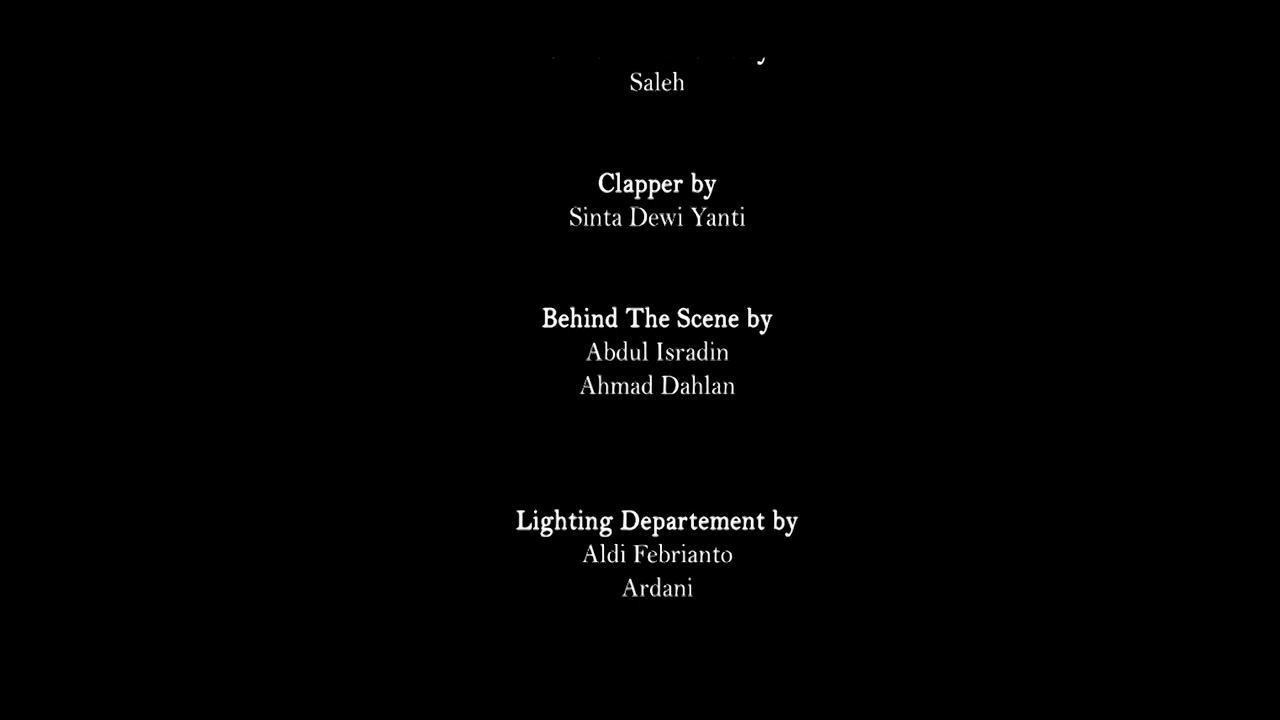 Saleh
Clapper by
Sinta Dewi Yanti
Behind The Scene by
Abdul Isradin
Ahmad Dahlan
Lighting Departement by
Aldi Febrianto
Ardani